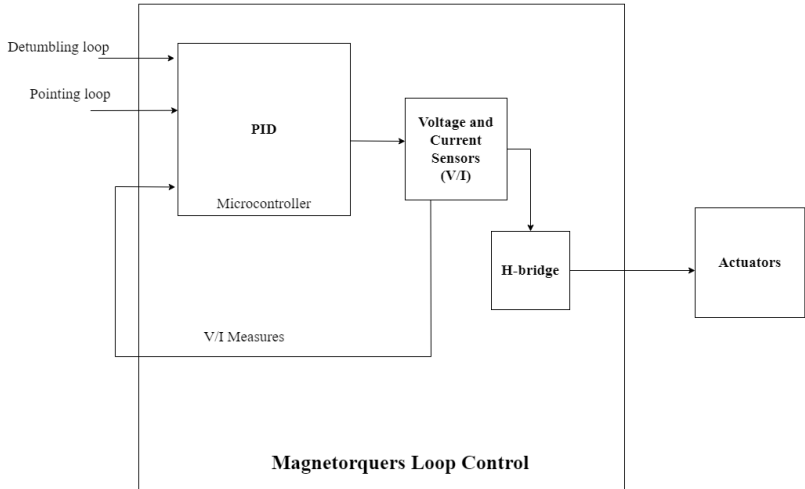 Detumbling loop
Pointing loop
PID
Microcontroller
Voltage and
Current
Sensors
(V/I)
H-bridge
Actuators
V/I Measures
Magnetorquers Loop Control